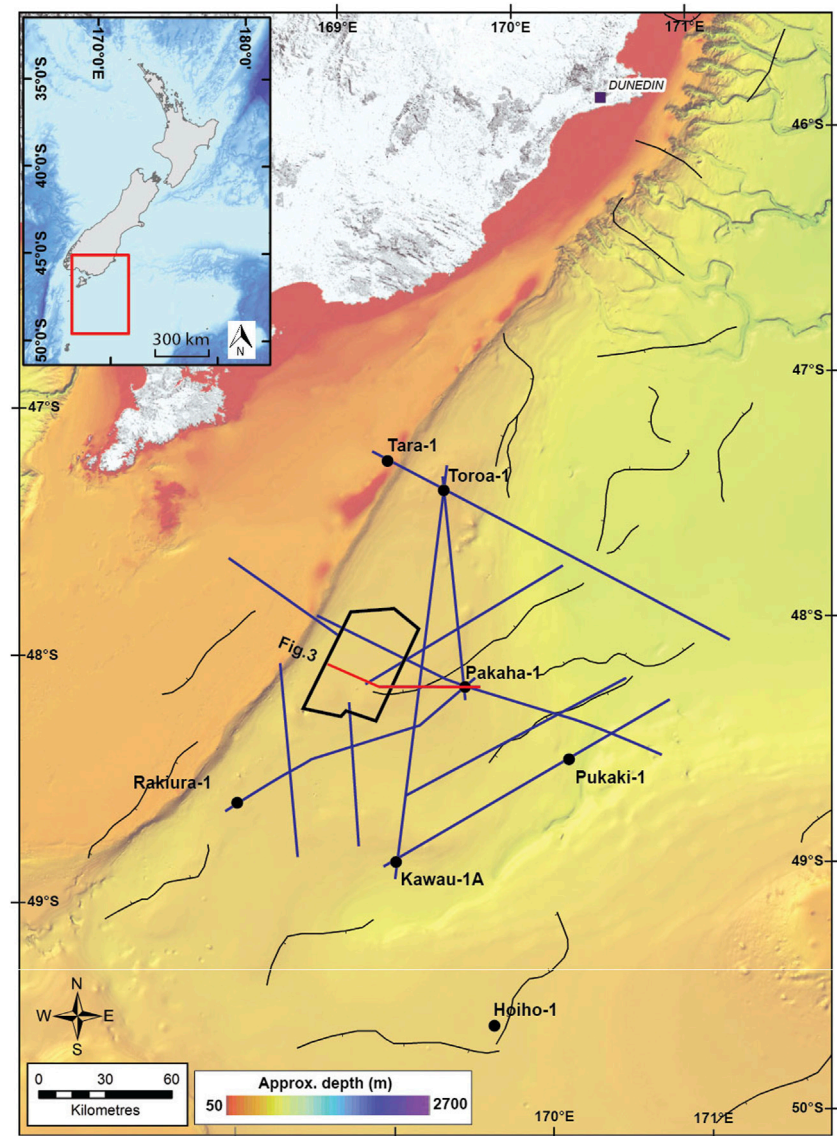 169°E
170°E
171°E
170°0'E
180°0'
35°0'S
40°0'S
45°0'S
50°0'S
300 km
N
DUNEDIN
46°S
47°S
47°S
Tara-1
Toroa-1
48°S
48°S
Fig.3
Pakaha-1
Rakiura-1
Pukaki-1
49°S
Kawau-1A
49°S
Hoiho-1
N
W
E
S
0 30 60
Kilometres
Approx. depth (m)
50
2700
50°S
170°E
171°E